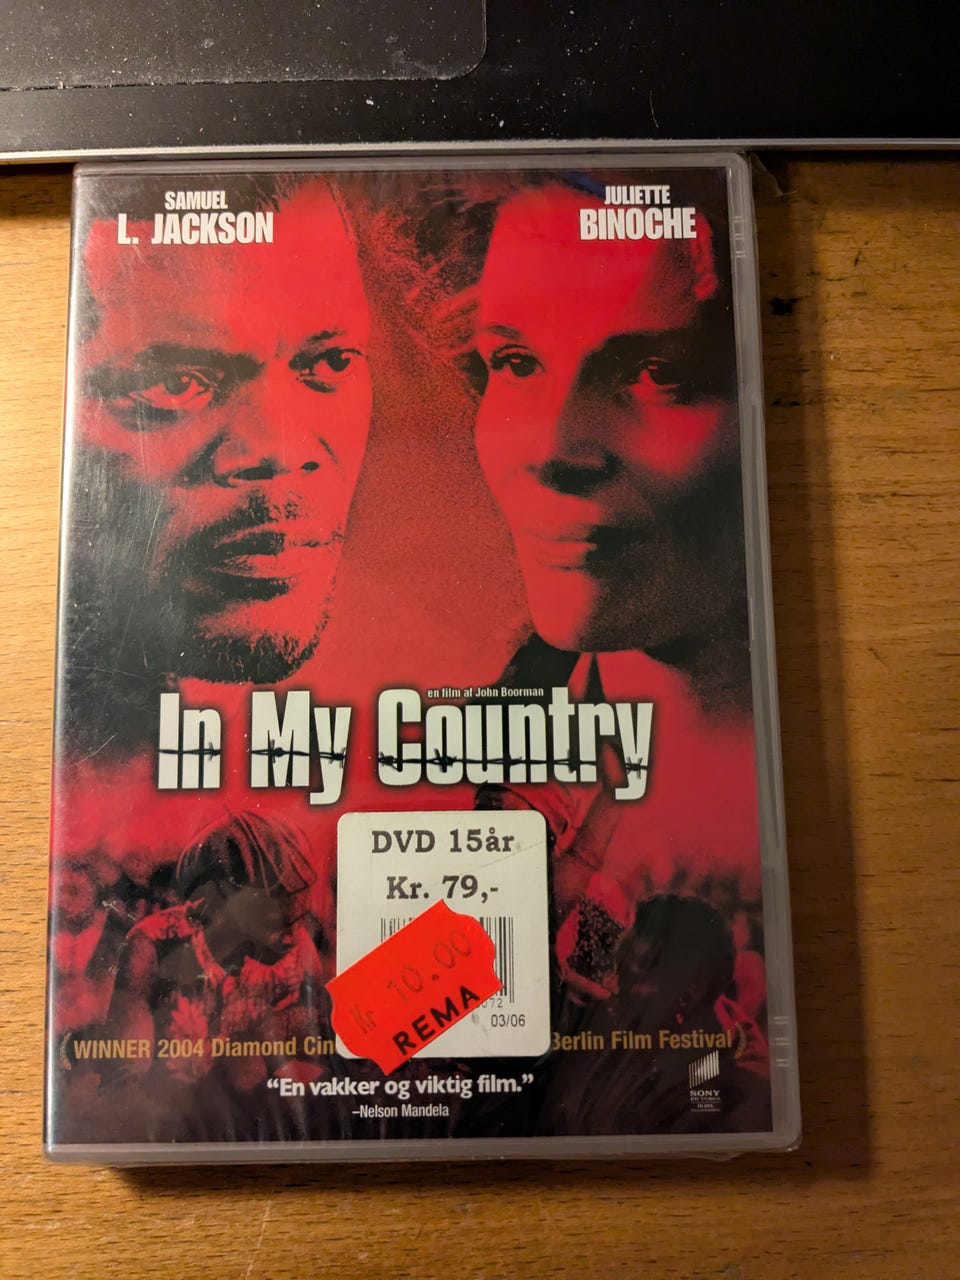 SAMUEL
L. JACKSON
JULIETTE
BINOCHE
en film af John Boorman
In My Country
DVD 15år
Kr. 79,-
Kr 10.00
REMA
072
03/06
WINNER 2004 Diamond Cin
Berlin Film Festival
“En vakker og viktig film.”
–Nelson Mandela
SONY
PICTURES